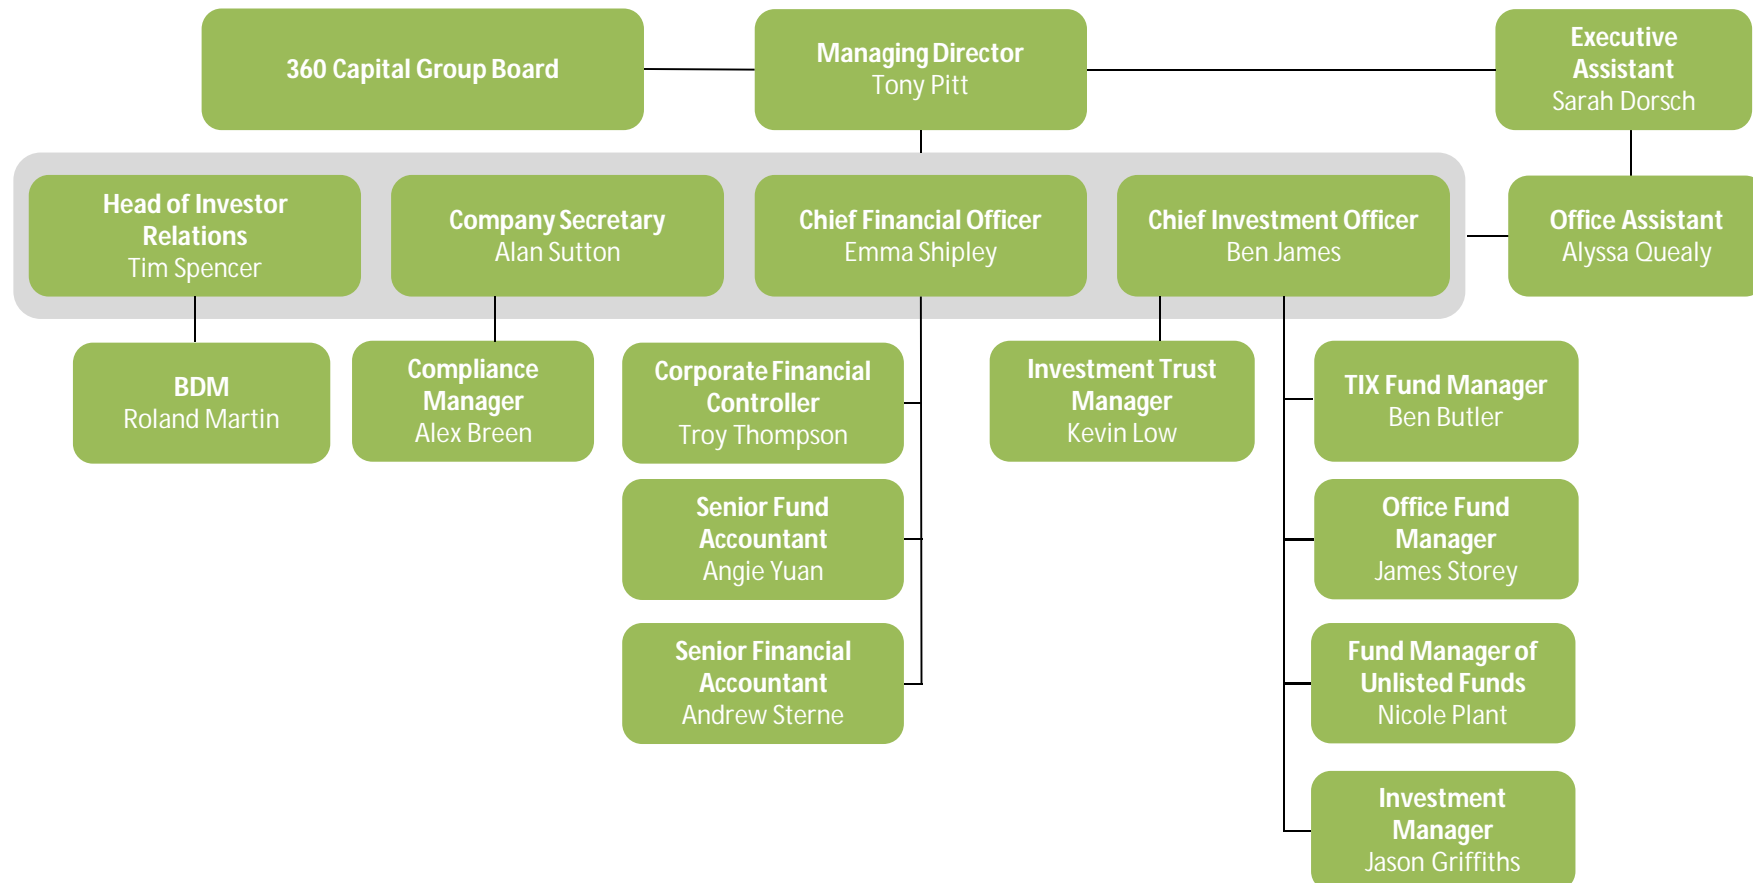 360 Capital Group Board
Managing Director
Tony Pitt
Executive
Assistant
Sarah Dorsch
Head of Investor
Relations
Tim Spencer
Company Secretary
Alan Sutton
Chief Financial Officer
Emma Shipley
Chief Investment Officer
Ben James
Office Assistant
Alyssa Quealy
BDM
Roland Martin
Compliance
Manager
Alex Breen
Corporate Financial
Controller
Troy Thompson
Investment Trust
Manager
Kevin Low
TIX Fund Manager
Ben Butler
Senior Fund
Accountant
Angie Yuan
Office Fund
Manager
James Storey
Senior Financial
Accountant
Andrew Sterne
Fund Manager of
Unlisted Funds
Nicole Plant
Investment
Manager
Jason Griffiths